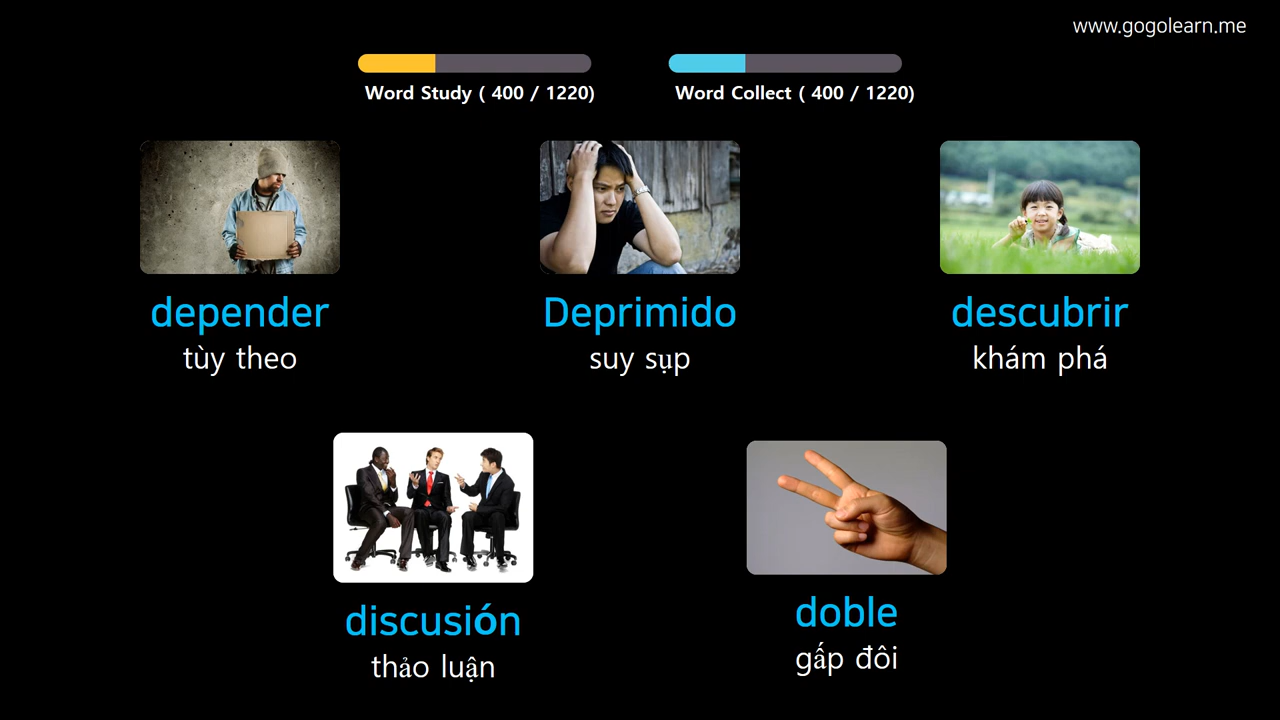 www.gogolearn.me
Word Study ( 400 / 1220)
Word Collect ( 400 / 1220)
depender
tùy theo
Deprimido
suy sụp
descubrir
khám phá
discusión
thảo luận
doble
gấp đôi